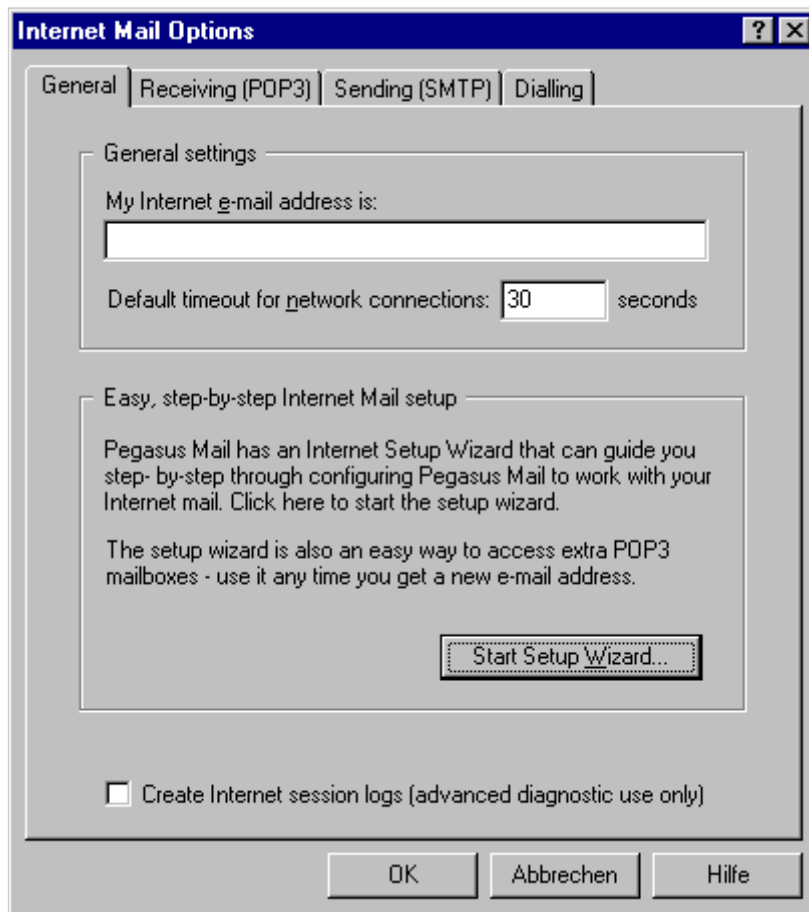 Internet Mail Options
General Receiving (POP3) Sending (SMTP) Dialling
General settings
My Internet e-mail address is:
Default timeout for network connections: 30 seconds
Easy, step-by-step Internet Mail setup
Pegasus Mail has an Internet Setup Wizard that can guide you
step- by-step through configuring Pegasus Mail to work with your
Internet mail. Click here to start the setup wizard.
The setup wizard is also an easy way to access extra POP3
mailboxes - use it any time you get a new e-mail address.
Start Setup Wizard...
Create Internet session logs (advanced diagnostic use only)
OK Abbrechen Hilfe